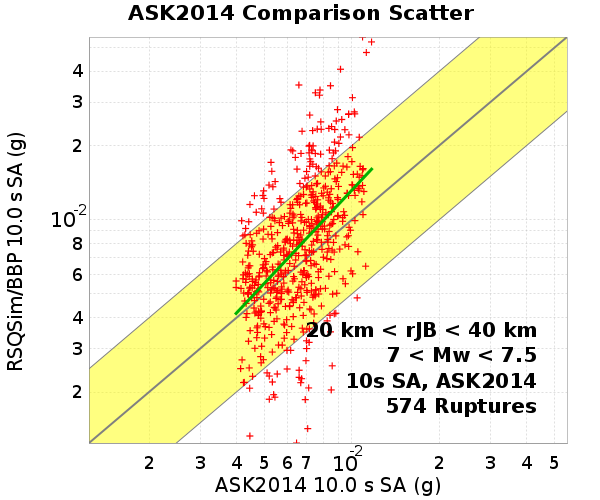 ASK2014 Comparison Scatter
RSQSim/BBP 10.0 s SA (g)
4
3
2
10-2
8
6
4
3
2
20 km < rJB < 40 km
7 < Mw < 7.5
10s SA, ASK2014
574 Ruptures
2 3 4 5 6 7 10-2 2 3 4 5
ASK2014 10.0 s SA (g)